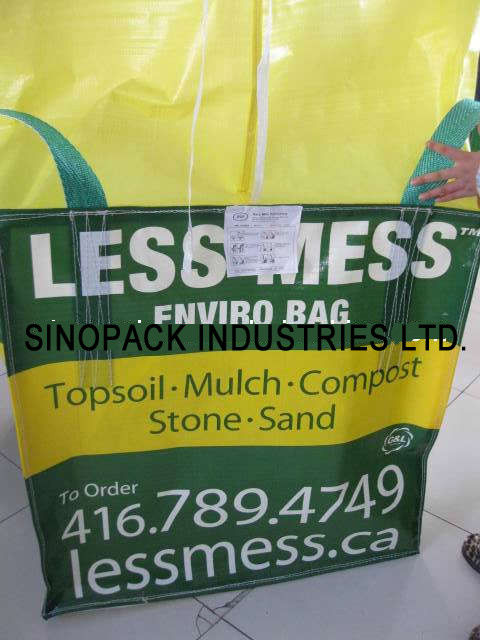 LESS MESS™
ENVIRO BAG
SINOPACK INDUSTRIES LTD.
Topsoil · Mulch · Compost
Stone · Sand
G&L
To Order
416.789.4749
lessmess.ca